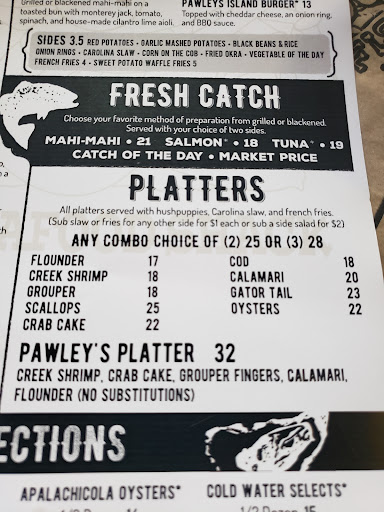 Grilled or blackened mahi-mahi on a
toasted bun with monterey jack, tomato,
spinach, and house-made cilantro lime aioli.
PAWLEYS ISLAND BURGER* 13
Topped with cheddar cheese, an onion ring,
and BBQ sauce.
SIDES 3.5 RED POTATOES • GARLIC MASHED POTATOES • BLACK BEANS & RICE
ONION RINGS • CAROLINA SLAW • CORN ON THE COB • FRIED OKRA • VEGETABLE OF THE DAY
FRENCH FRIES 4 • SWEET POTATO WAFFLE FRIES 5
FRESH CATCH
Choose your favorite method of preparation from grilled or blackened.
Served with your choice of two sides.
MAHI-MAHI • 21 SALMON* • 18 TUNA* • 19
CATCH OF THE DAY • MARKET PRICE
PLATTERS
All platters served with hushpuppies, Carolina slaw, and french fries.
(Sub slaw or fries for any other side for $1 each or sub a side salad for $2)
ANY COMBO CHOICE OF (2) 25 OR (3) 28
FLOUNDER 17
CREEK SHRIMP 18
GROUPER 18
SCALLOPS 25
CRAB CAKE 22
COD 18
CALAMARI 20
GATOR TAIL 23
OYSTERS 22
PAWLEY'S PLATTER 32
CREEK SHRIMP, CRAB CAKE, GROUPER FINGERS, CALAMARI,
FLOUNDER (NO SUBSTITUTIONS)
ECTIONS
APALACHICOLA OYSTERS*
COLD WATER SELECTS*
1/2 Dozen 15